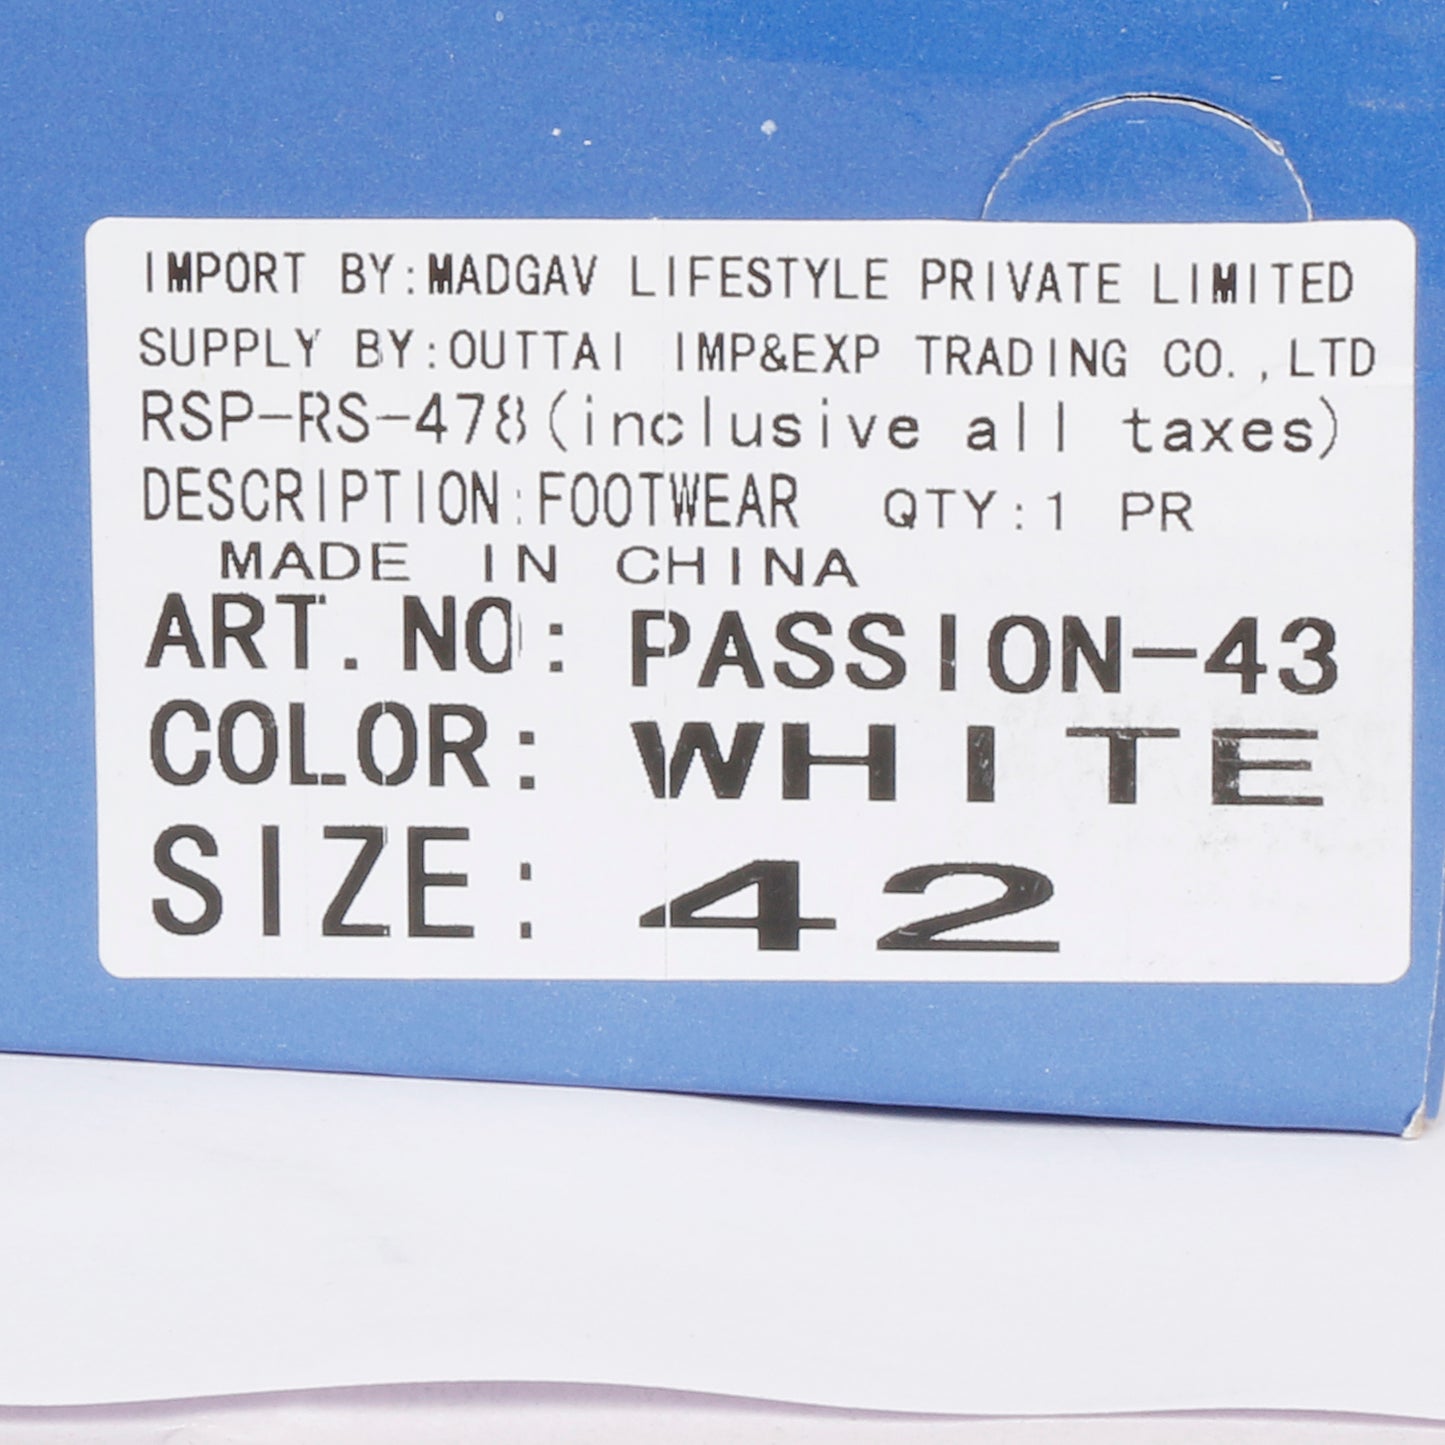 IMPORT BY:MADGAV LIFESTYLE PRIVATE LIMITED
SUPPLY BY:OUTTAI IMP&EXP TRADING CO.,LTD
RSP-RS-478(inclusive all taxes)
DESCRIPTION:FOOTWEAR QTY:1 PR
MADE IN CHINA
ART.NO: PASSION-43
COLOR: WHITE
SIZE: 42